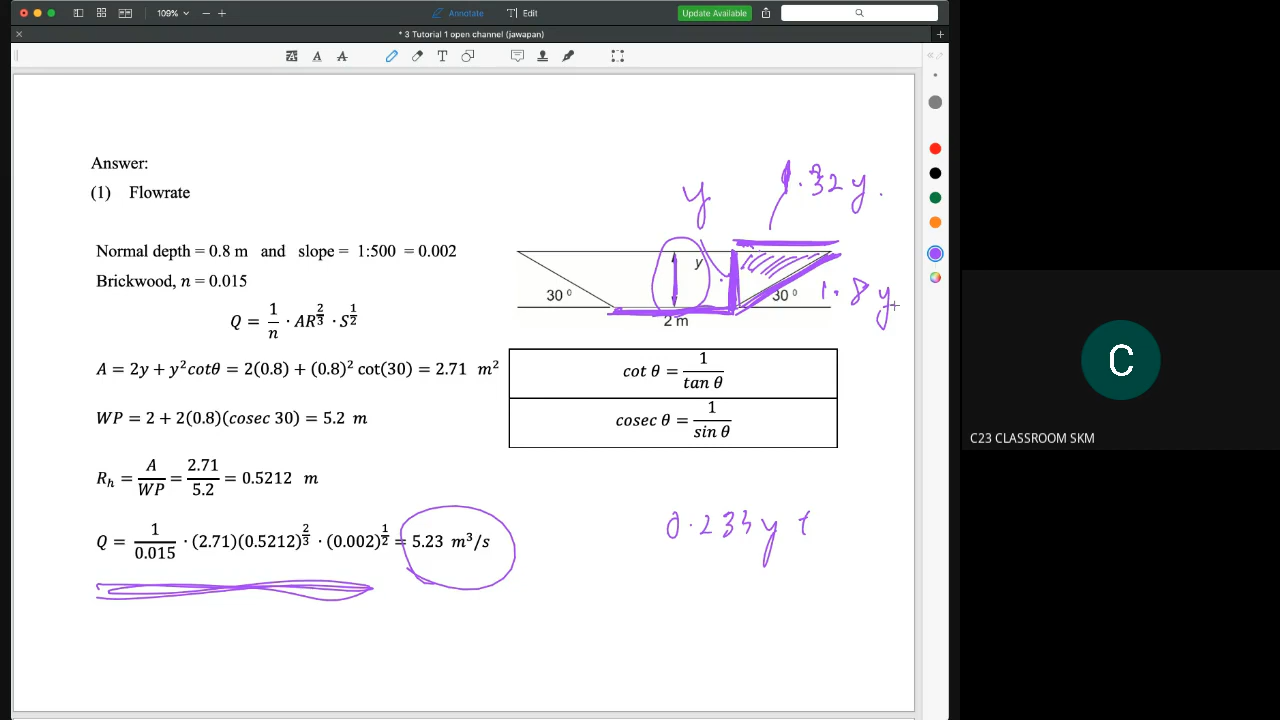 109%
Annotate
Edit
Update Available
* 3 Tutorial 1 open channel (jawapan)
Answer:
(1) Flowrate
Normal depth = 0.8 m and slope = 1:500 = 0.002
Brickwood, n = 0.015
Q = 1/n · AR^(2/3) · S^(1/2)
A = 2y + y²cotθ = 2(0.8) + (0.8)² cot(30) = 2.71 m²
WP = 2 + 2(0.8)(cosec 30) = 5.2 m
R_h = A/WP = 2.71/5.2 = 0.5212 m
Q = 1/0.015 · (2.71)(0.5212)^(2/3) · (0.002)^(1/2) = 5.23 m³/s
y
.32 y.
y
30 ⁰
30 ⁰
1.8 y
2 m
cot θ = 1/tan θ
cosec θ = 1/sin θ
0.233y t
C
C23 CLASSROOM SKM